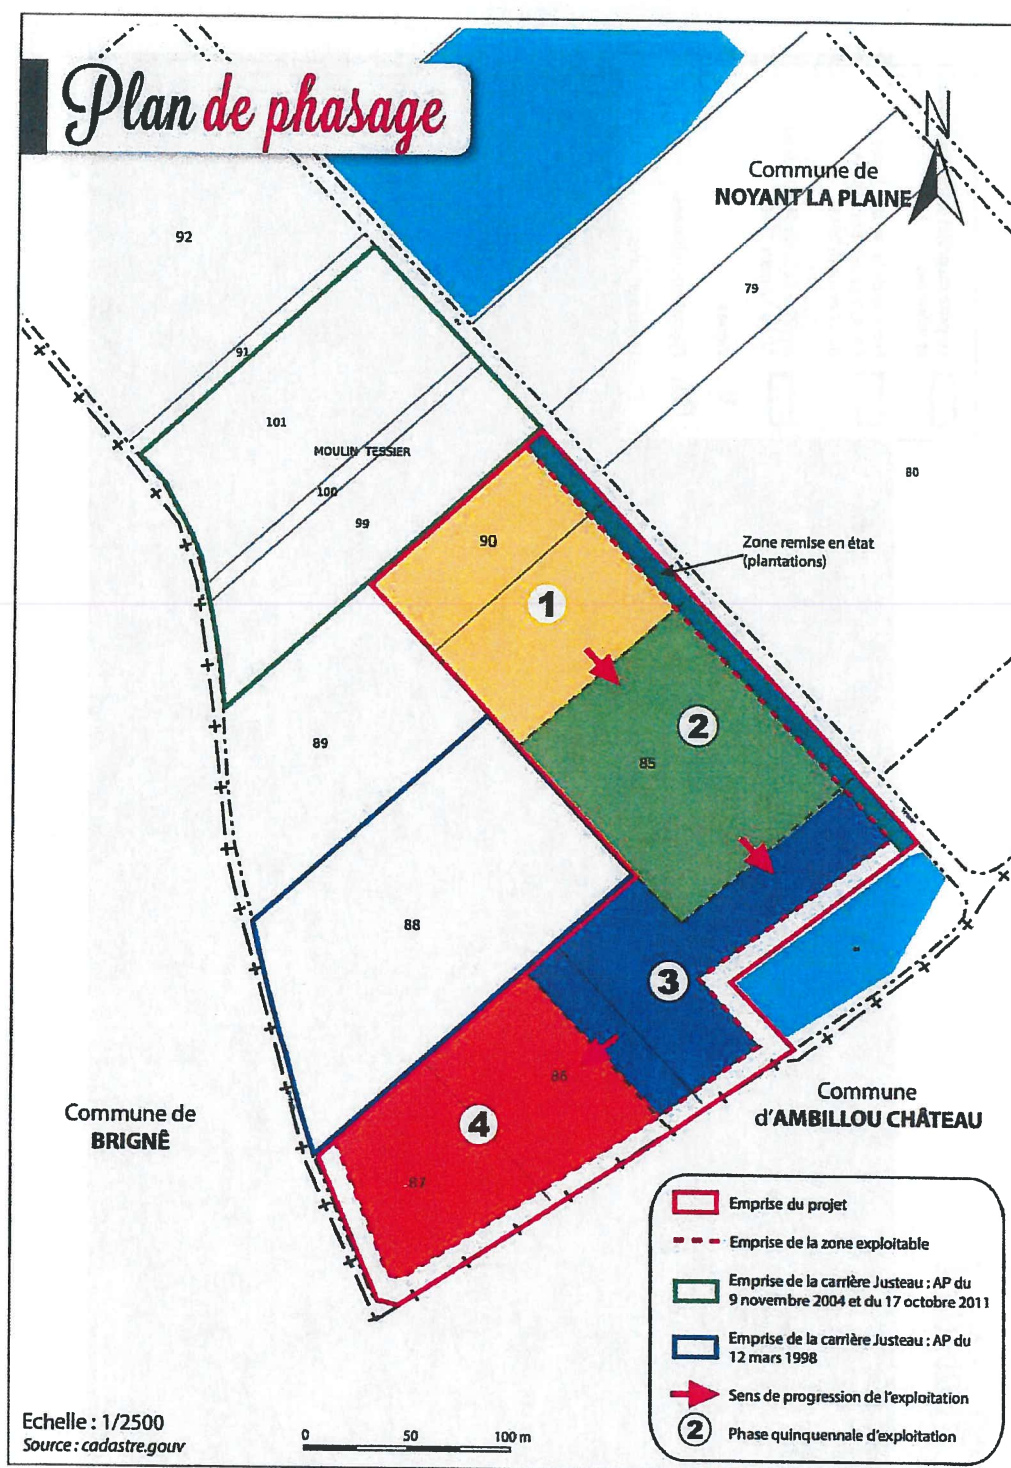 Plan de phasage
N
Commune de
NOYANT LA PLAINE
92
79
91
101
MOULIN TESSIER
80
100
99
90
Zone remise en état
(plantations)
1
2
89
85
88
3
86
Commune de
BRIGNÊ
Commune
d'AMBILLOU CHÂTEAU
4
87
Emprise du projet
Emprise de la zone exploitable
Emprise de la carrière Justeau : AP du
9 novembre 2004 et du 17 octobre 2011
Emprise de la carrière Justeau : AP du
12 mars 1998
Sens de progression de l'exploitation
2 Phase quinquennale d'exploitation
Echelle : 1/2500
Source : cadastre.gouv
0 50 100 m